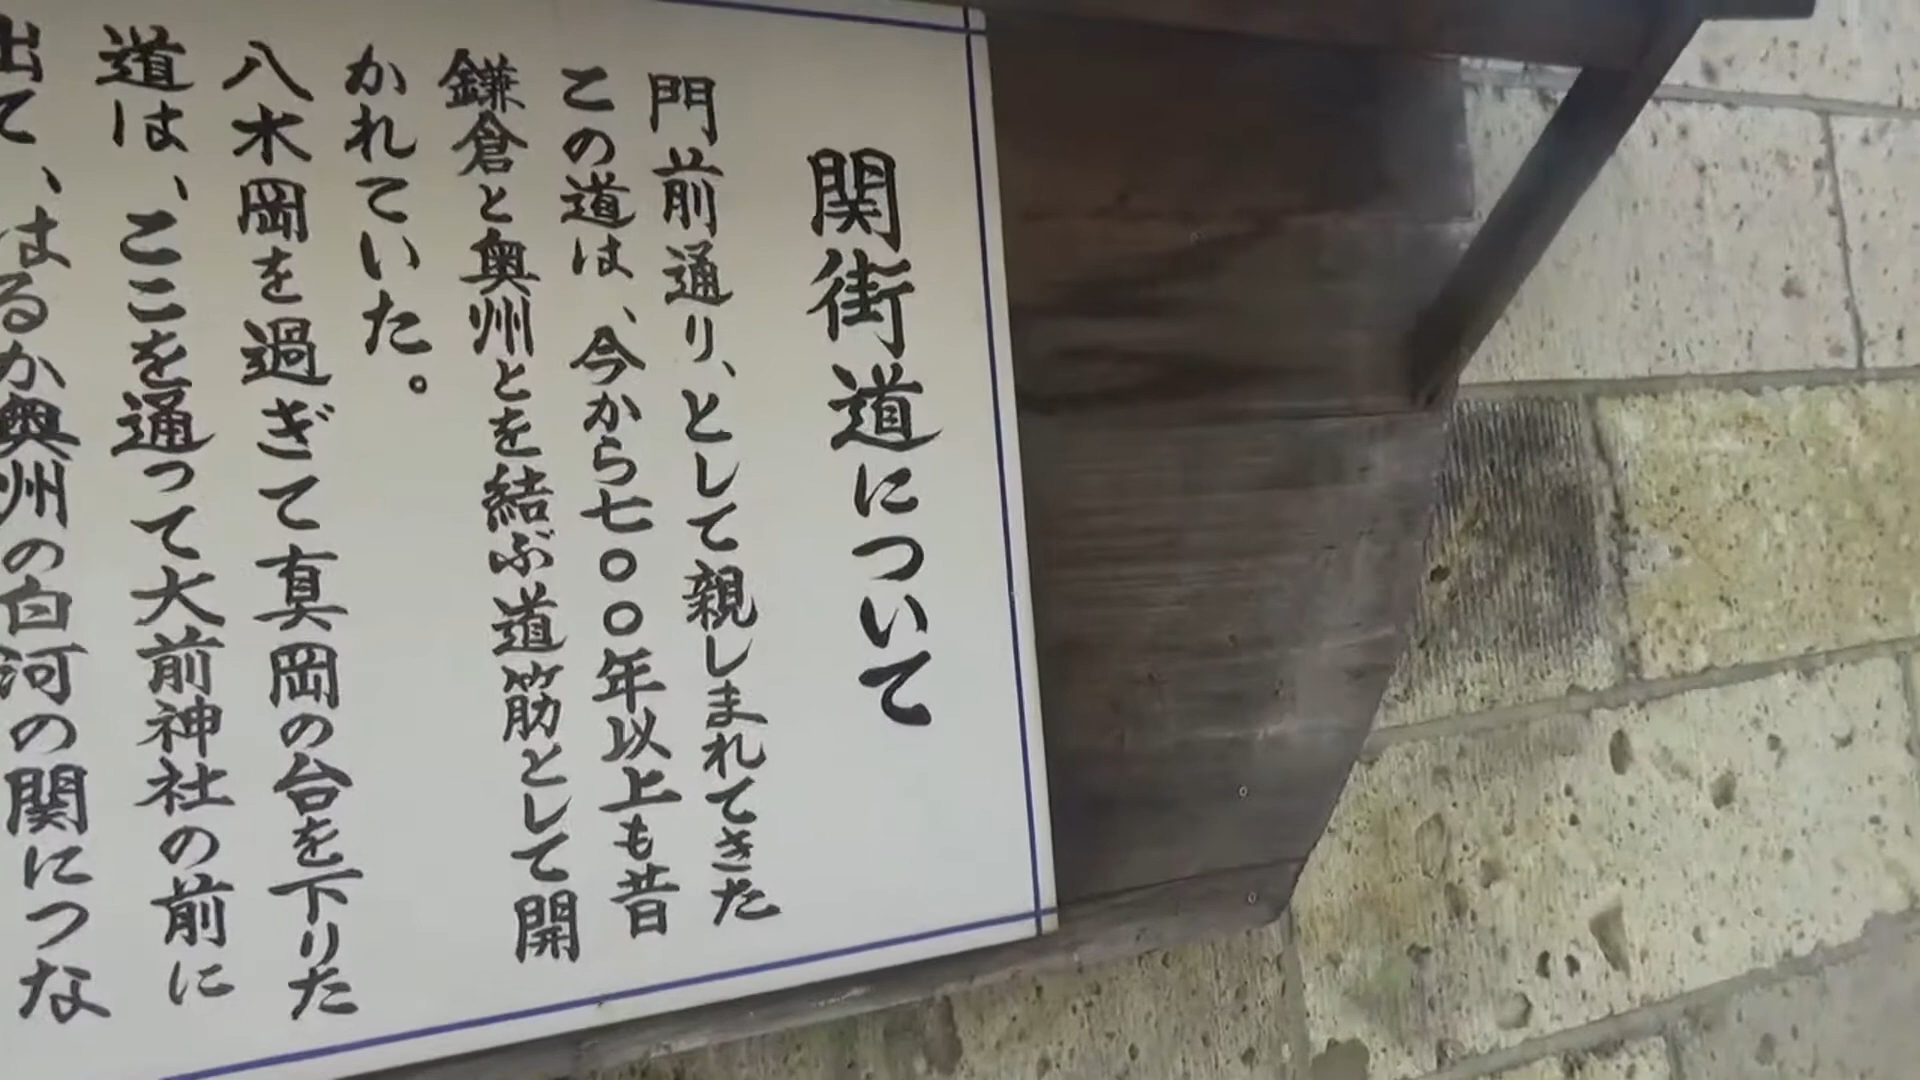 関街道について
門前通り、として親しまれてきた
この道は、今から七〇〇年以上も昔
鎌倉と奥州とを結ぶ道筋として開
かれていた。
八木岡を過ぎて真岡の台を下りた
道は、ここを通って大前神社の前に
出て、はるか奥州の白河の関につな